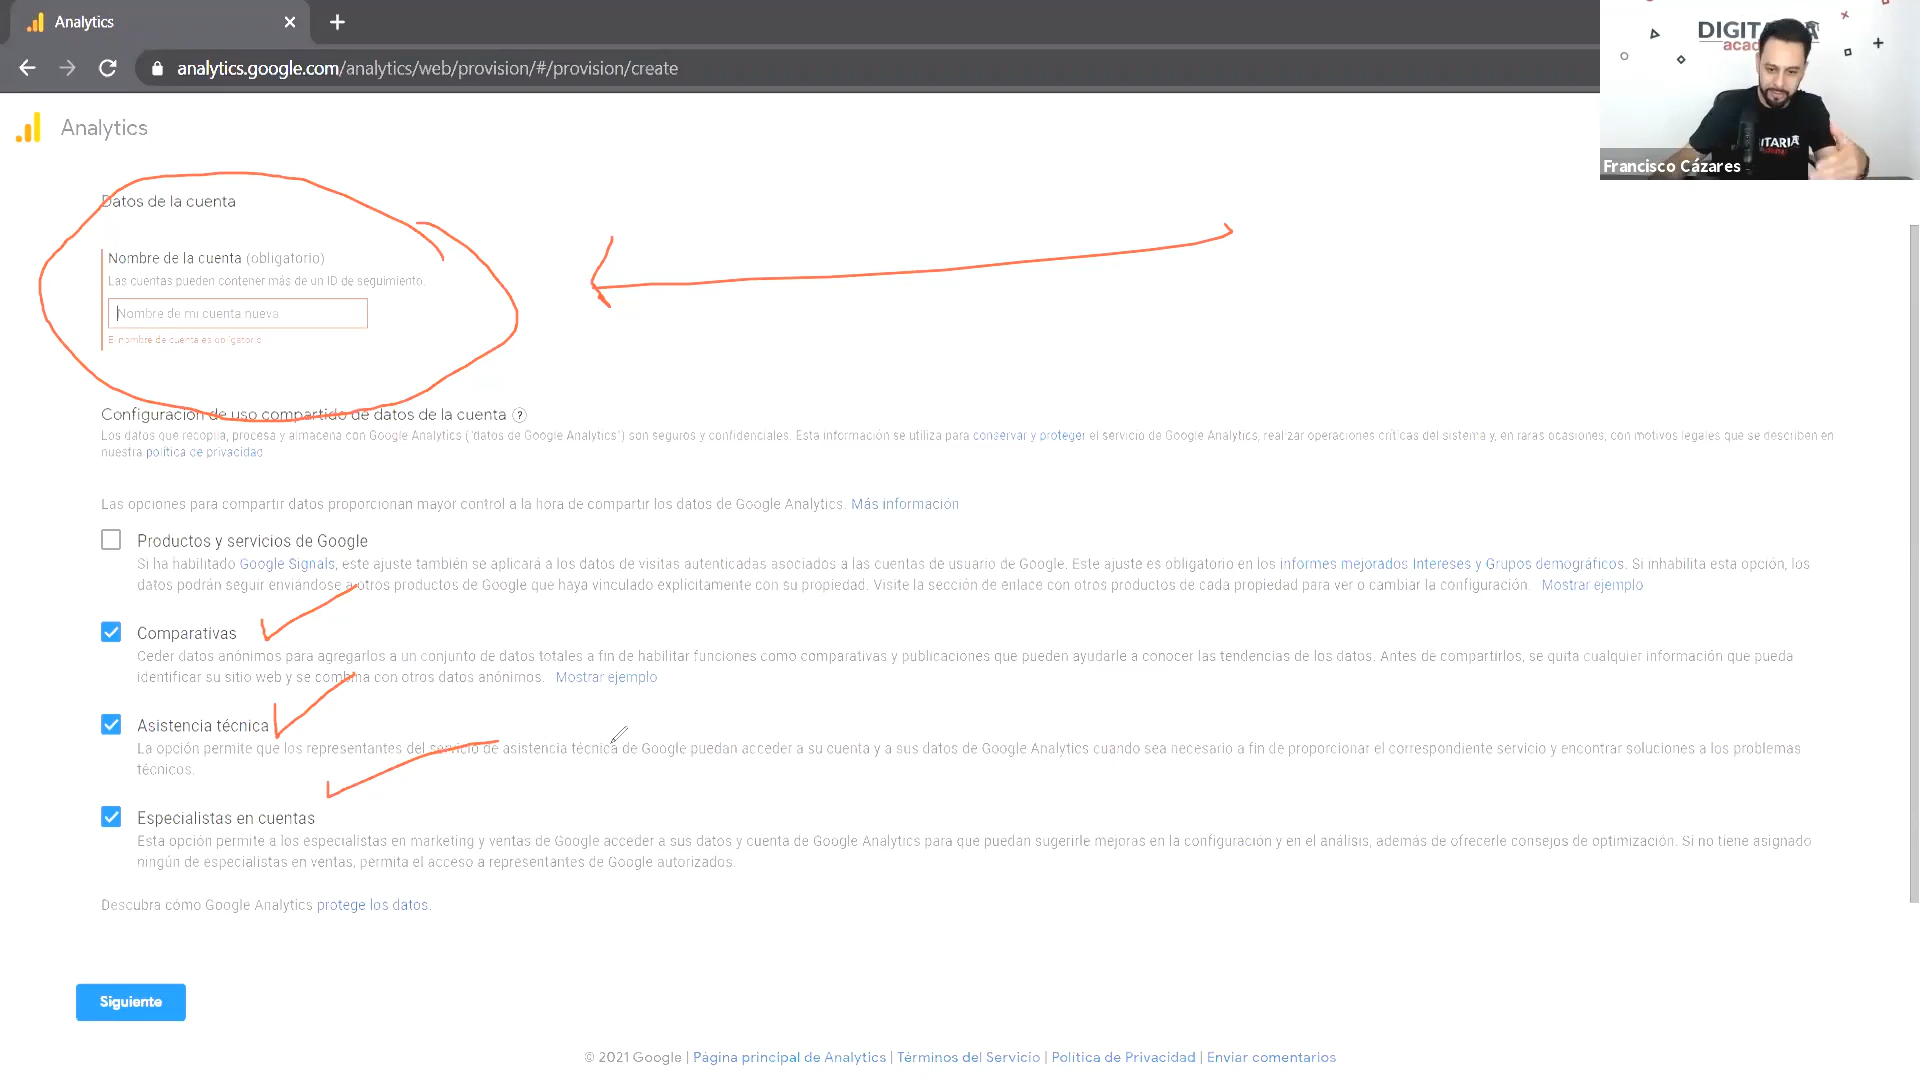 Analytics
analytics.google.com/analytics/web/provision/#/provision/create
DIGITARIA
Francisco Cázares
Analytics
Datos de la cuenta
Nombre de la cuenta (obligatorio)
Las cuentas pueden contener más de un ID de seguimiento.
Nombre de mi cuenta nueva
El nombre de cuenta es obligatorio
Configuración de uso compartido de datos de la cuenta ?
Los datos que recopila, procesa y almacena con Google Analytics ("datos de Google Analytics") son seguros y confidenciales. Esta información se utiliza para conservar y proteger el servicio de Google Analytics, realizar operaciones críticas del sistema y, en raras ocasiones, con motivos legales que se describen en
nuestra política de privacidad
Las opciones para compartir datos proporcionan mayor control a la hora de compartir los datos de Google Analytics. Más información
Productos y servicios de Google
Si ha habilitado Google Signals, este ajuste también se aplicará a los datos de visitas autenticadas asociados a las cuentas de usuario de Google. Este ajuste es obligatorio en los informes mejorados Intereses y Grupos demográficos. Si inhabilita esta opción, los
datos podrán seguir enviándose a otros productos de Google que haya vinculado explícitamente con su propiedad. Visite la sección de enlace con otros productos de cada propiedad para ver o cambiar la configuración. Mostrar ejemplo
Comparativas
Ceder datos anónimos para agregarlos a un conjunto de datos totales a fin de habilitar funciones como comparativas y publicaciones que pueden ayudarle a conocer las tendencias de los datos. Antes de compartirlos, se quita cualquier información que pueda
identificar su sitio web y se combina con otros datos anónimos. Mostrar ejemplo
Asistencia técnica
La opción permite que los representantes del servicio de asistencia técnica de Google puedan acceder a su cuenta y a sus datos de Google Analytics cuando sea necesario a fin de proporcionar el correspondiente servicio y encontrar soluciones a los problemas
técnicos.
Especialistas en cuentas
Esta opción permite a los especialistas en marketing y ventas de Google acceder a sus datos y cuenta de Google Analytics para que puedan sugerirle mejoras en la configuración y en el análisis, además de ofrecerle consejos de optimización. Si no tiene asignado
ningún de especialistas en ventas, permita el acceso a representantes de Google autorizados.
Descubra cómo Google Analytics protege los datos.
Siguiente
© 2021 Google | Página principal de Analytics | Términos del Servicio | Política de Privacidad | Enviar comentarios